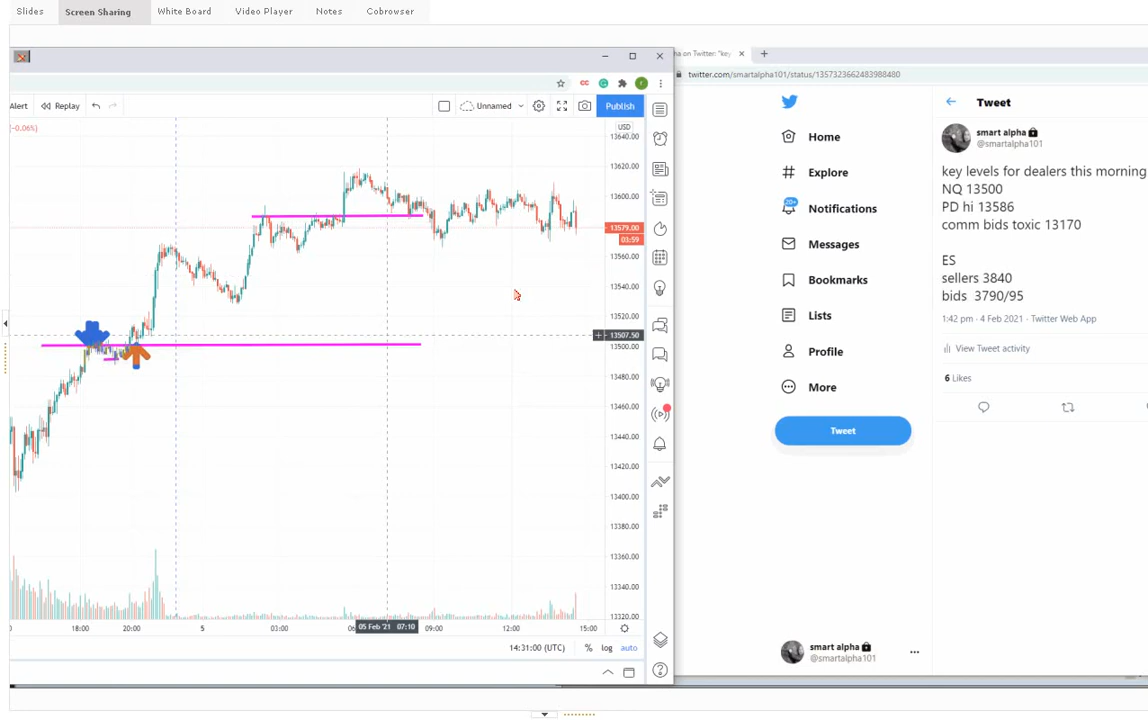 Slides
Screen Sharing
White Board
Video Player
Notes
Cobrowser
on Twitter: "key
twitter.com/smartalpha101/status/1357323662483988480
Alert
Replay
Unnamed
Publish
(−0.06%)
USD
13640.00
13620.00
13600.00
13579.00
03:59
13560.00
13540.00
13520.00
13507.50
13500.00
13480.00
13460.00
13440.00
13420.00
13400.00
13380.00
13360.00
13340.00
13320.00
18:00
20:00
5
03:00
05 Feb '21 07:10
09:00
12:00
15:00
14:31:00 (UTC)
%
log
auto
Home
Explore
20+
Notifications
Messages
Bookmarks
Lists
Profile
More
Tweet
smart alpha
@smartalpha101
Tweet
smart alpha
@smartalpha101
key levels for dealers this morning
NQ 13500
PD hi 13586
comm bids toxic 13170
ES
sellers 3840
bids 3790/95
1:42 pm · 4 Feb 2021 · Twitter Web App
View Tweet activity
6 Likes